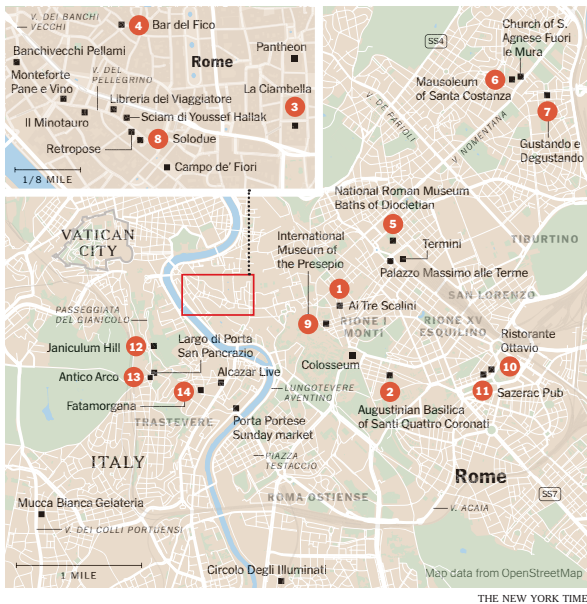 V. DEI BANCHI
VECCHI
4
Bar del Fico
Banchivecchi Pellami
Monteforte
Pane e Vino
V. DEL
PELLEGRINO
Rome
Pantheon
La Ciambella
3
Libreria del Viaggiatore
Il Minotauro
Sciam di Youssef Hallak
Retropose
8
Solodue
Campo de' Fiori
1/8 MILE
SS4
Church of S.
Agnese Fuori
le Mura
6
Mausoleum
of Santa Costanza
7
V. DE PARIOLI
V. NOMENTANA
Gustando e
Degustando
National Roman Museum
Baths of Diocletian
5
VATICAN
CITY
International
Museum of
the Presepio
Termini
TIBURTINO
Palazzo Massimo alle Terme
1
SAN LORENZO
PASSEGGIATA
DEL GIANICOLO
Ai Tre Scalini
9
RIONE I
MONTI
RIONE XV
ESQUILINO
Largo di Porta
San Pancrazio
Janiculum Hill
12
Ristorante
Ottavio
Colosseum
10
Antico Arco
13
Alcazar Live
11
Sazerac Pub
14
2
LUNGOTEVERE
AVENTINO
Fatamorgana
TRASTEVERE
Augustinian Basilica
of Santi Quattro Coronati
Porta Portese
Sunday market
PIAZZA
TESTACCIO
ITALY
Rome
Mucca Bianca Gelateria
ROMA OSTIENSE
SS7
V. ACAIA
V. DEI COLLI PORTUENSI
1 MILE
Circolo Degli Illuminati
Map data from OpenStreetMap
THE NEW YORK TIME